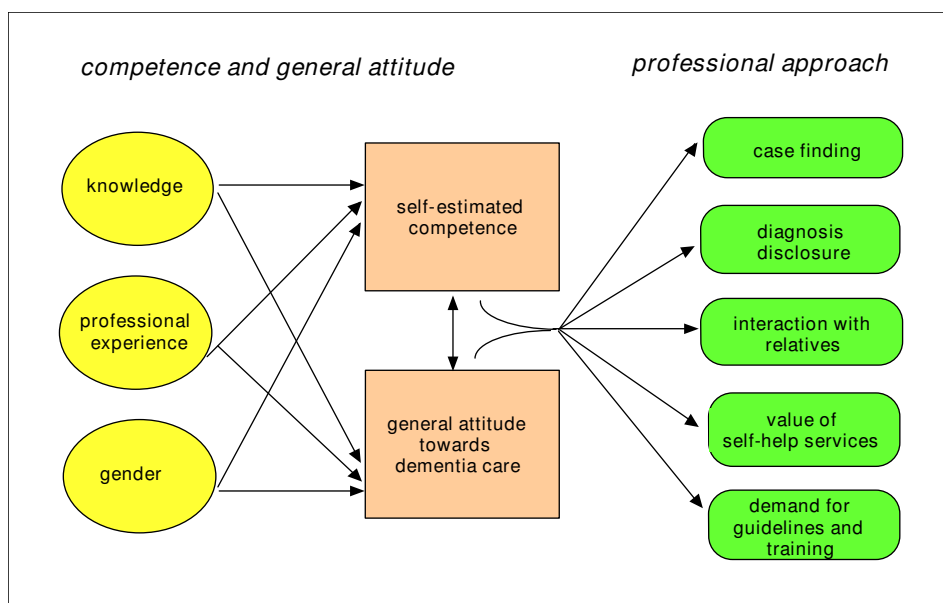 competence and general attitude
professional approach
knowledge
professional
experience
gender
self-estimated
competence
general attitude
towards
dementia care
case finding
diagnosis
disclosure
interaction with
relatives
value of
self-help services
demand for
guidelines and
training